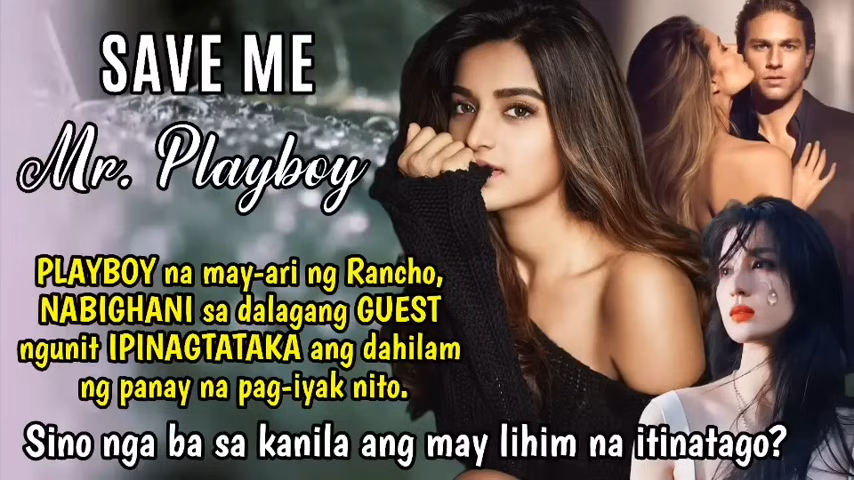 SAVE ME
Mr. Playboy
PLAYBOY na may-ari ng Rancho,
NABIGHANI sa dalagang GUEST
ngunit IPINAGTATAKA ang dahilam
ng panay na pag-iyak nito.
Sino nga ba sa kanila ang may lihim na itinatago?